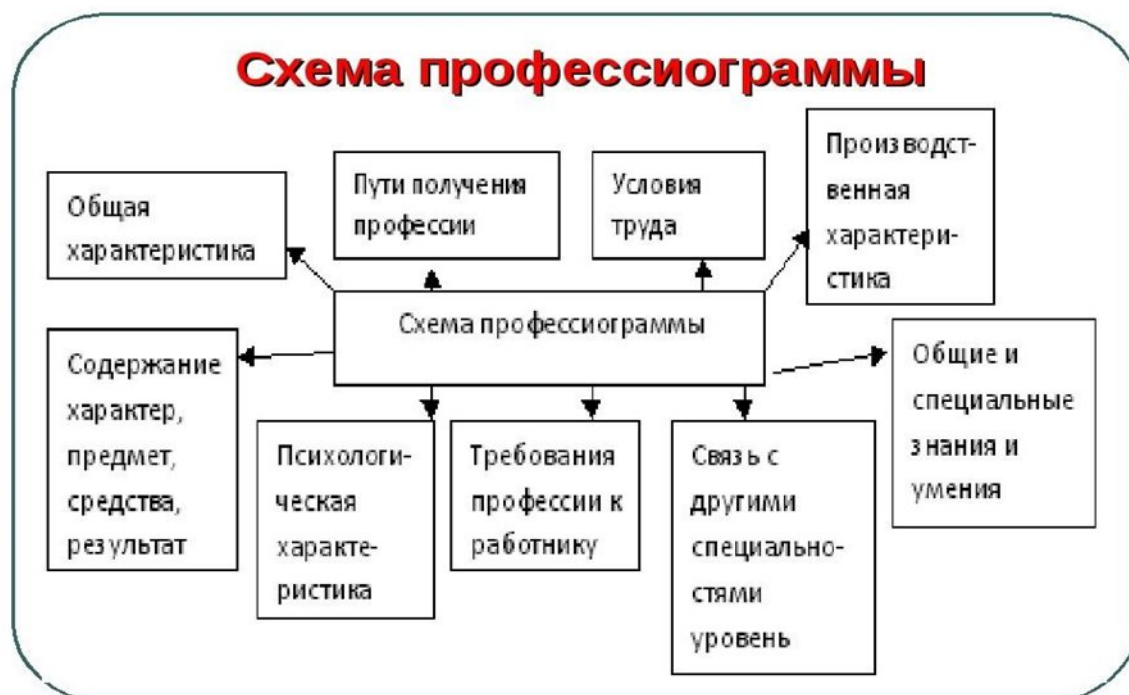 Схема профессиограммы
Общая
характеристика
Пути получения
профессии
Условия
труда
Производст-
венная
характери-
стика
Схема профессиограммы
Содержание
характер,
предмет,
средства,
результат
Психологи-
ческая
характе-
ристика
Требования
профессии к
работнику
Связь с
другими
специально-
стями
уровень
Общие и
специальные
знания и
умения